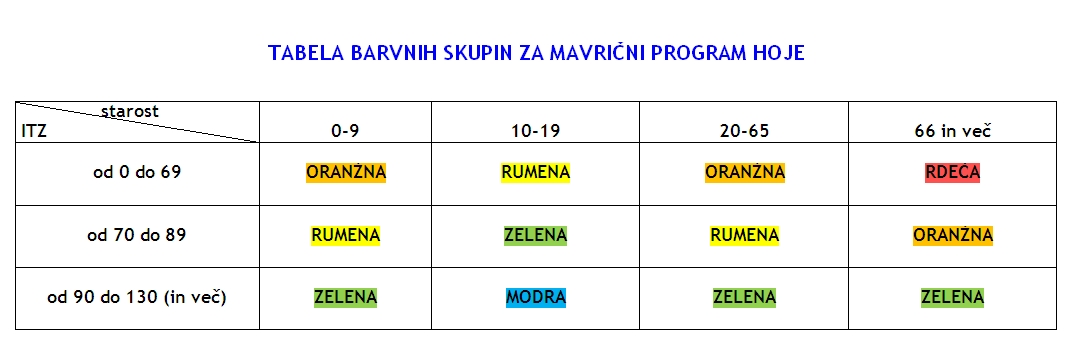 TABELA BARVNIH SKUPIN ZA MAVRIČNI PROGRAM HOJE
starost
ITZ 0-9 10-19 20-65 66 in več
od 0 do 69 ORANŽNA RUMENA ORANŽNA RDEČA
od 70 do 89 RUMENA ZELENA RUMENA ORANŽNA
od 90 do 130 (in več) ZELENA MODRA ZELENA ZELENA